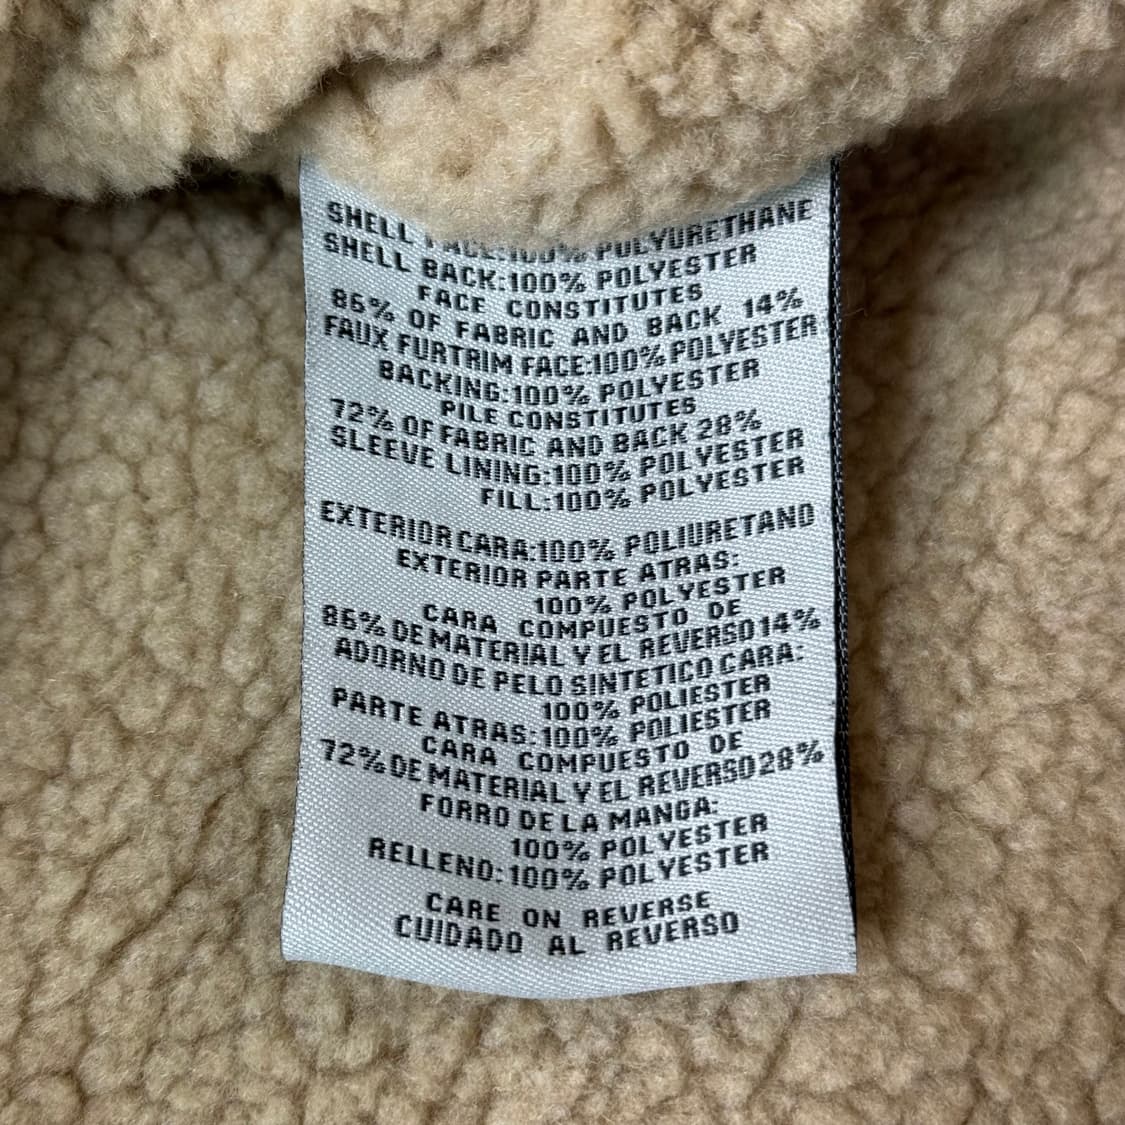 SHELL FACE:100% POLYURETHANE
SHELL BACK:100% POLYESTER
FACE CONSTITUTES
86% OF FABRIC AND BACK 14%
FAUX FURTRIM FACE:100% POLYESTER
BACKING:100% POLYESTER
PILE CONSTITUTES
72% OF FABRIC AND BACK 28%
SLEEVE LINING:100% POLYESTER
FILL:100% POLYESTER
EXTERIOR CARA:100% POLIURETANO
EXTERIOR PARTE ATRAS:
100% POLYESTER
CARA COMPUESTO DE
86% DE MATERIAL Y EL REVERSO 14%
ADORNO DE PELO SINTETICO CARA:
100% POLIESTER
PARTE ATRAS:100% POLIESTER
CARA COMPUESTO DE
72% DE MATERIAL Y EL REVERSO 28%
FORRO DE LA MANGA:
100% POLYESTER
RELLENO:100% POLYESTER
CARE ON REVERSE
CUIDADO AL REVERSO